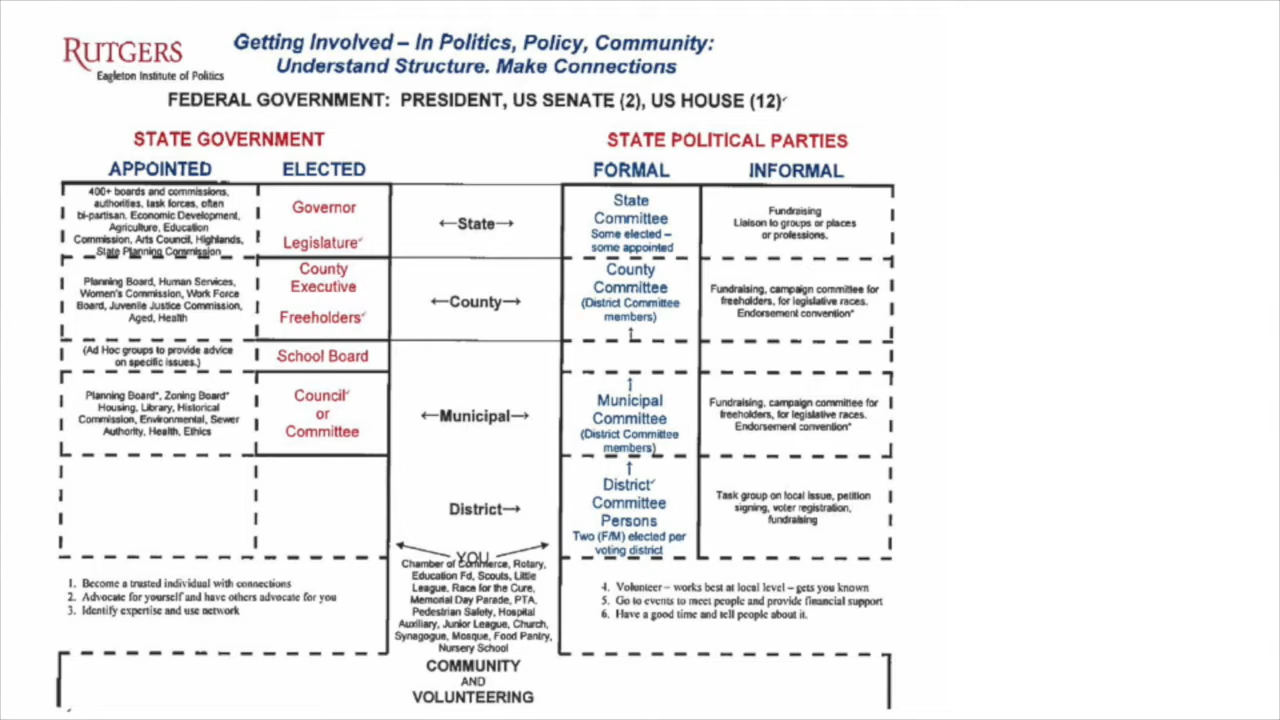 RUTGERS
Eagleton Institute of Politics
Getting Involved – In Politics, Policy, Community:
Understand Structure. Make Connections
FEDERAL GOVERNMENT: PRESIDENT, US SENATE (2), US HOUSE (12)✓
STATE GOVERNMENT
STATE POLITICAL PARTIES
APPOINTED
ELECTED
FORMAL
INFORMAL
400+ boards and commissions,
authorities, task forces, often
bi-partisan, Economic Development,
Agriculture, Education
Commission, Arts Council, Highlands,
State Planning Commission
Governor
Legislature✓
←State→
State
Committee
Some elected –
some appointed
Fundraising
Liaison to groups or places
or professions.
Planning Board, Human Services,
Women's Commission, Work Force
Board, Juvenile Justice Commission,
Aged, Health
County
Executive
Freeholders✓
←County→
County
Committee
(District Committee
members)
↑
Fundraising, campaign committee for
freeholders, for legislative races.
Endorsement convention*
(Ad Hoc groups to provide advice
on specific issues.)
School Board
Planning Board*, Zoning Board*
Housing, Library, Historical
Commission, Environmental, Sewer
Authority, Health, Ethics
Council✓
or
Committee
←Municipal→
↑
Municipal
Committee
(District Committee
members)
Fundraising, campaign committee for
freeholders, for legislative races.
Endorsement convention*
District→
↑
District✓
Committee
Persons
Two (F/M) elected per
voting district
Task group on local issue, petition
signing, voter registration,
fundraising
YOU
Chamber of Commerce, Rotary,
Education Fd, Scouts, Little
League, Race for the Cure,
Memorial Day Parade, PTA,
Pedestrian Safety, Hospital
Auxiliary, Junior League, Church,
Synagogue, Mosque, Food Pantry,
Nursery School
1. Become a trusted individual with connections
2. Advocate for yourself and have others advocate for you
3. Identify expertise and use network
4. Volunteer – works best at local level – gets you known
5. Go to events to meet people and provide financial support
6. Have a good time and tell people about it.
COMMUNITY
AND
VOLUNTEERING